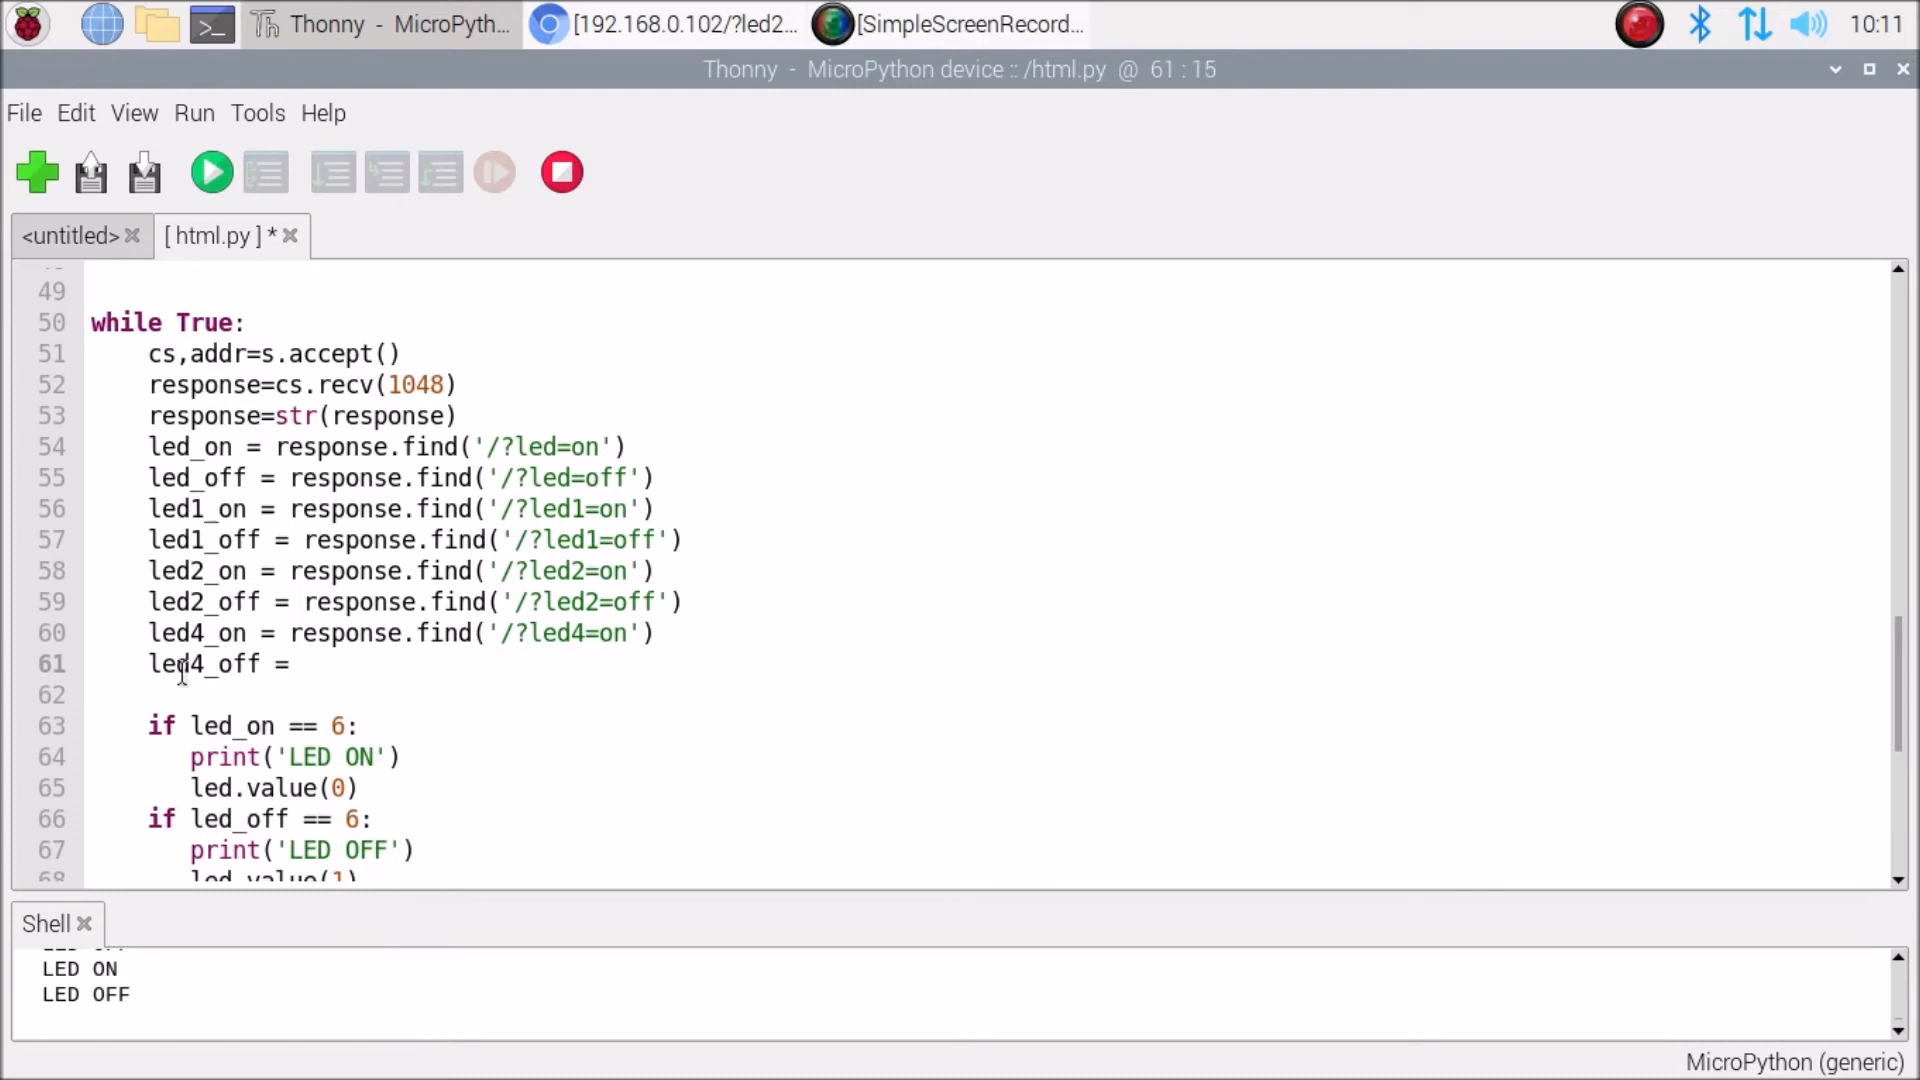 Thonny - MicroPyth...
[192.168.0.102/?led2...
[SimpleScreenRecord...
10:11
Thonny - MicroPython device :: /html.py @ 61 : 15
File Edit View Run Tools Help
<untitled>
[ html.py ] *
49
50 while True:
51 cs,addr=s.accept()
52 response=cs.recv(1048)
53 response=str(response)
54 led_on = response.find('/?led=on')
55 led_off = response.find('/?led=off')
56 led1_on = response.find('/?led1=on')
57 led1_off = response.find('/?led1=off')
58 led2_on = response.find('/?led2=on')
59 led2_off = response.find('/?led2=off')
60 led4_on = response.find('/?led4=on')
61 led4_off =
62
63 if led_on == 6:
64 print('LED ON')
65 led.value(0)
66 if led_off == 6:
67 print('LED OFF')
68 led.value(1)
Shell
LED ON
LED OFF
MicroPython (generic)